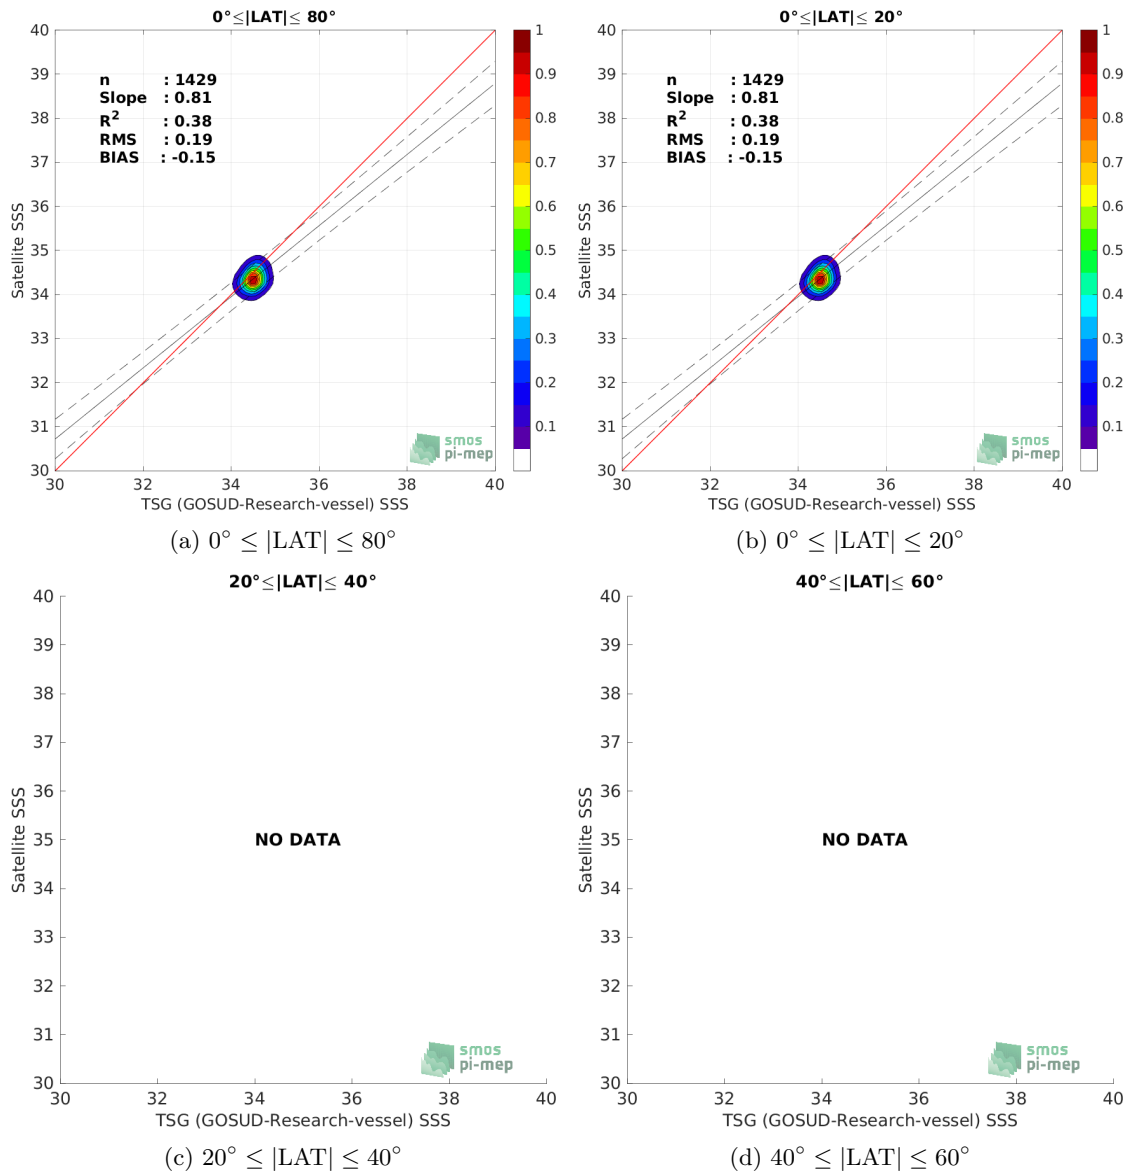 0°≤|LAT|≤ 80°
40
39
38
37
36
35
34
33
32
31
30
Satellite SSS
n : 1429
Slope : 0.81
R² : 0.38
RMS : 0.19
BIAS : -0.15
smos
pi-mep
30 32 34 36 38 40
TSG (GOSUD-Research-vessel) SSS
1
0.9
0.8
0.7
0.6
0.5
0.4
0.3
0.2
0.1
(a) 0° ≤ |LAT| ≤ 80°
0°≤|LAT|≤ 20°
40
39
38
37
36
35
34
33
32
31
30
Satellite SSS
n : 1429
Slope : 0.81
R² : 0.38
RMS : 0.19
BIAS : -0.15
smos
pi-mep
30 32 34 36 38 40
TSG (GOSUD-Research-vessel) SSS
1
0.9
0.8
0.7
0.6
0.5
0.4
0.3
0.2
0.1
(b) 0° ≤ |LAT| ≤ 20°
20°≤|LAT|≤ 40°
40
39
38
37
36
35
34
33
32
31
30
Satellite SSS
NO DATA
smos
pi-mep
30 32 34 36 38 40
TSG (GOSUD-Research-vessel) SSS
(c) 20° ≤ |LAT| ≤ 40°
40°≤|LAT|≤ 60°
40
39
38
37
36
35
34
33
32
31
30
Satellite SSS
NO DATA
smos
pi-mep
30 32 34 36 38 40
TSG (GOSUD-Research-vessel) SSS
(d) 40° ≤ |LAT| ≤ 60°